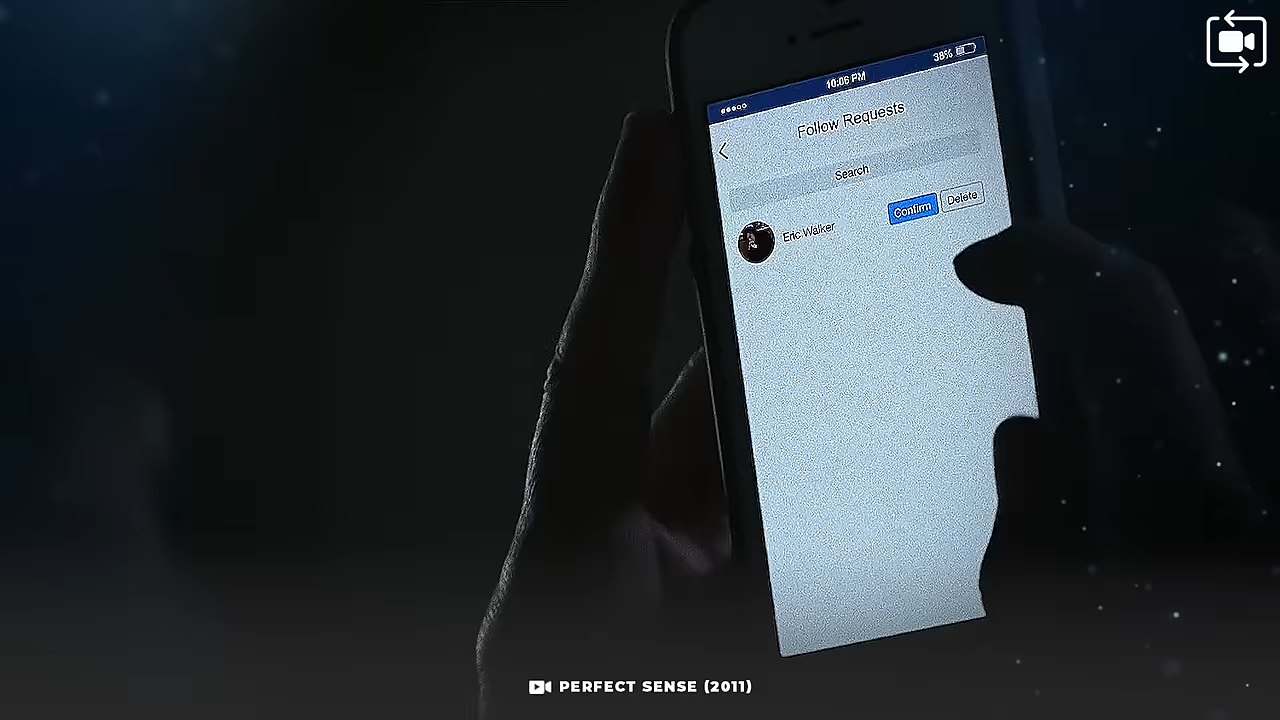 10:06 PM
38%
Follow Requests
Search
Eric Walker
Confirm
Delete
PERFECT SENSE (2011)